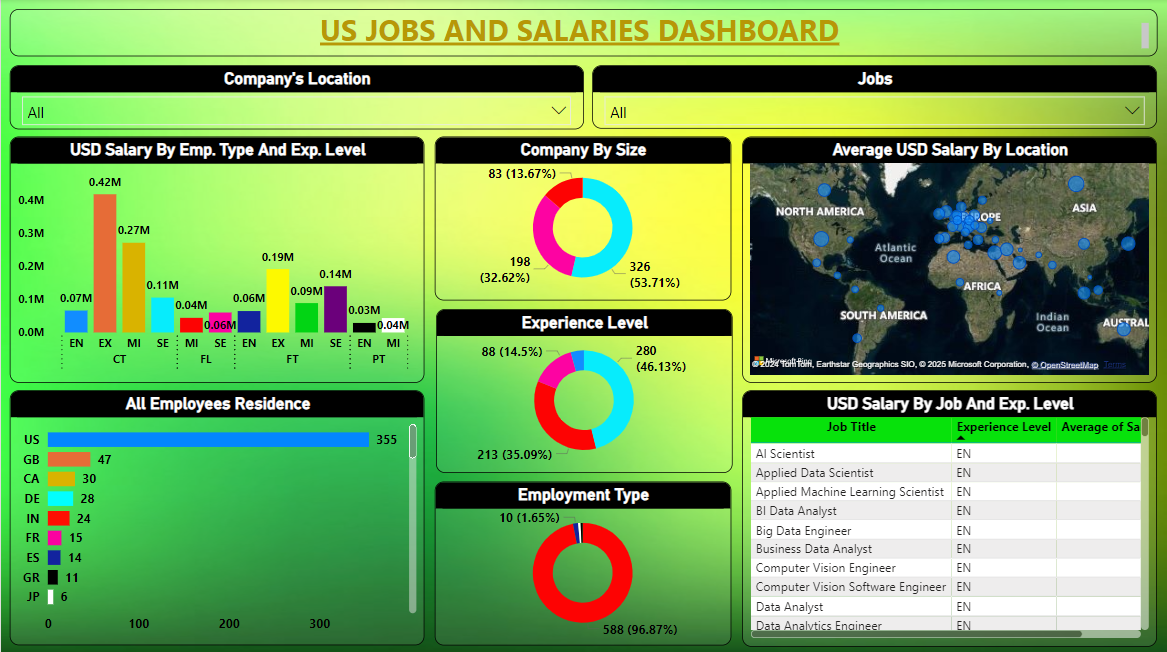 US JOBS AND SALARIES DASHBOARD
Company's Location
All
Jobs
All
USD Salary By Emp. Type And Exp. Level
0.4M
0.3M
0.2M
0.1M
0.0M
0.07M
0.42M
0.27M
0.11M
0.04M
0.06M
0.06M
0.19M
0.09M
0.14M
0.03M
0.04M
EN EX MI SE MI SE EN EX MI SE EN MI
CT FL FT PT
Company By Size
83 (13.67%)
198
(32.62%)
326
(53.71%)
Average USD Salary By Location
NORTH AMERICA
EUROPE
ASIA
Atlantic
Ocean
AFRICA
SOUTH AMERICA
Indian
Ocean
AUSTRAL
Microsoft Bing
© 2024 TomTom, Earthstar Geographics SIO, © 2025 Microsoft Corporation, © OpenStreetMap Terms
Experience Level
88 (14.5%)
280
(46.13%)
213 (35.09%)
All Employees Residence
US 355
GB 47
CA 30
DE 28
IN 24
FR 15
ES 14
GR 11
JP 6
0 100 200 300
Employment Type
10 (1.65%)
588 (96.87%)
USD Salary By Job And Exp. Level
Job Title Experience Level Average of Sa
AI Scientist EN
Applied Data Scientist EN
Applied Machine Learning Scientist EN
BI Data Analyst EN
Big Data Engineer EN
Business Data Analyst EN
Computer Vision Engineer EN
Computer Vision Software Engineer EN
Data Analyst EN
Data Analytics Engineer EN